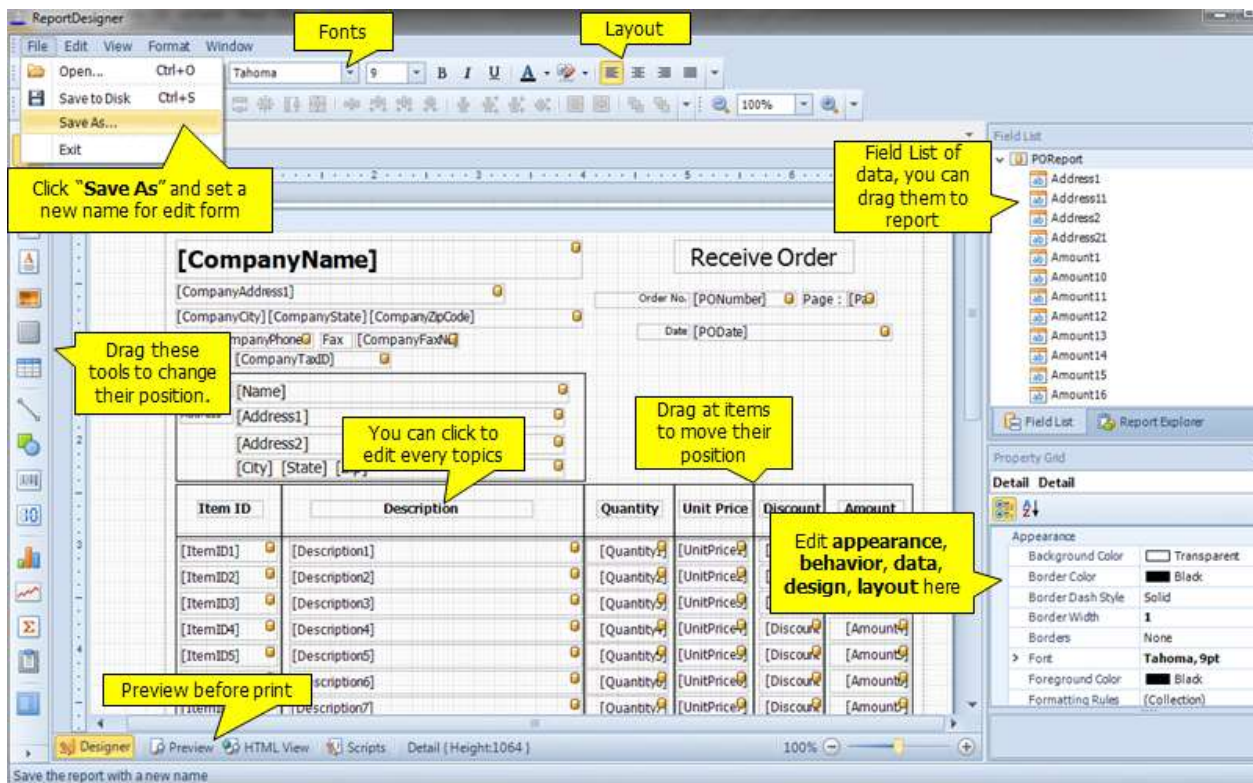 ReportDesigner
File Edit View Format Window
Fonts
Layout
Open... Ctrl+O
Tahoma 9 B I U A
Save to Disk Ctrl+S
100%
Save As...
Exit
Click "Save As" and set a
new name for edit form
2 3 4 5 6
Field List
POReport
Address1
Address11
Address2
Address21
Amount1
Amount10
Amount11
Amount12
Amount13
Amount14
Amount15
Amount16
Field List of
data, you can
drag them to
report
[CompanyName]
Receive Order
[CompanyAddress1]
Order No. [PONumber] Page :
[CompanyCity] [CompanyState] [CompanyZipCode]
Date [PODate]
Fax
[CompanyTaxID]
Drag these
tools to change
their position.
[Name]
[Address1]
[Address2]
[City] [State]
You can click to
edit every topics
Drag at items
to move their
position
Field List Report Explorer
Property Grid
Detail Detail
Item ID Description Quantity Unit Price Discount Amount
[ItemID1] [Description1]
[ItemID2] [Description2]
[ItemID3] [Description3]
[ItemID4] [Description4]
[ItemID5] [Description5]
Edit appearance,
behavior, data,
design, layout here
Appearance
Background Color Transparent
Border Color Black
Border Dash Style Solid
Border Width 1
Borders None
Font Tahoma, 9pt
Foreground Color Black
Formatting Rules (Collection)
Preview before print
Designer Preview HTML View Scripts Detail { Height:1064 } 100%
Save the report with a new name